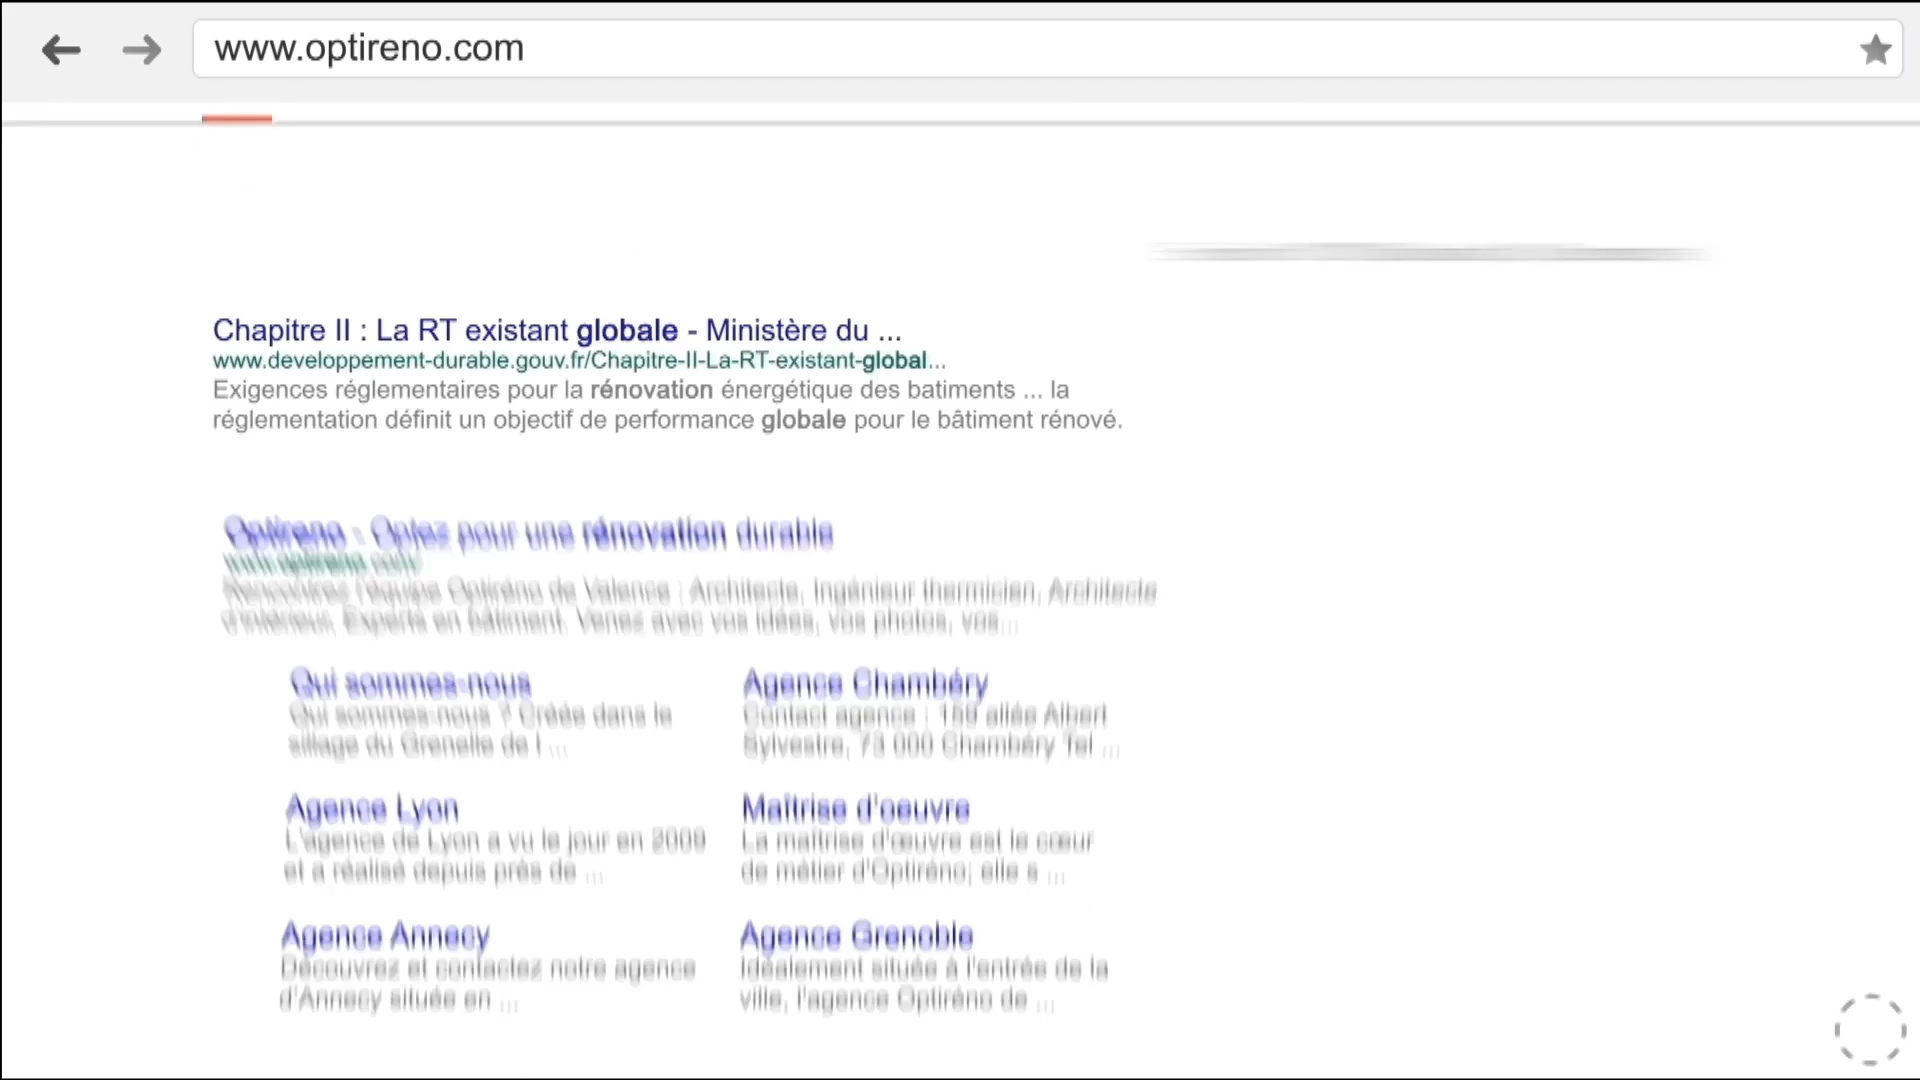 www.optireno.com
Chapitre II : La RT existant globale - Ministère du ...
www.developpement-durable.gouv.fr/Chapitre-II-La-RT-existant-global...
Exigences réglementaires pour la rénovation énergétique des batiments ... la
réglementation définit un objectif de performance globale pour le bâtiment rénové.
Optireno - Optez pour une rénovation durable
www.optireno.com/
Rencontrez l'équipe Optiréno de Valence : Architecte, Ingénieur thermicien, Architecte
d'intérieur, Experts en bâtiment. Venez avec vos idées, vos photos, vos...
Qui sommes-nous
Qui sommes-nous ? Créée dans le
sillage du Grenelle de l ...
Agence Chambéry
Contact agence : 159 allée Albert
Sylvestre, 73 000 Chambéry Tel ...
Agence Lyon
L'agence de Lyon a vu le jour en 2009
et a réalisé depuis près de ...
Maîtrise d'oeuvre
La maîtrise d'œuvre est le cœur
de métier d'Optiréno; elle a ...
Agence Annecy
Découvrez et contactez notre agence
d'Annecy située en ...
Agence Grenoble
Idéalement située à l'entrée de la
ville, l'agence Optiréno de ...